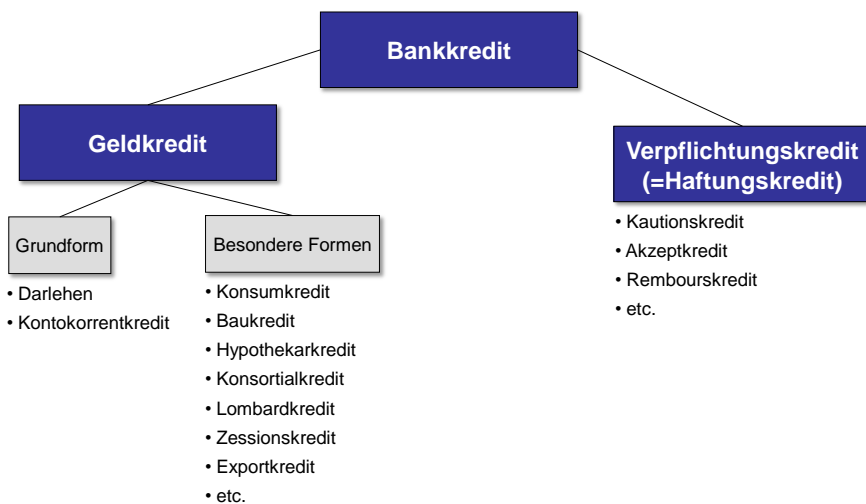 Bankkredit
Geldkredit
Verpflichtungskredit
(=Haftungskredit)
Grundform
• Darlehen
• Kontokorrentkredit
Besondere Formen
• Konsumkredit
• Baukredit
• Hypothekarkredit
• Konsortialkredit
• Lombardkredit
• Zessionskredit
• Exportkredit
• etc.
• Kautionskredit
• Akzeptkredit
• Rembourskredit
• etc.